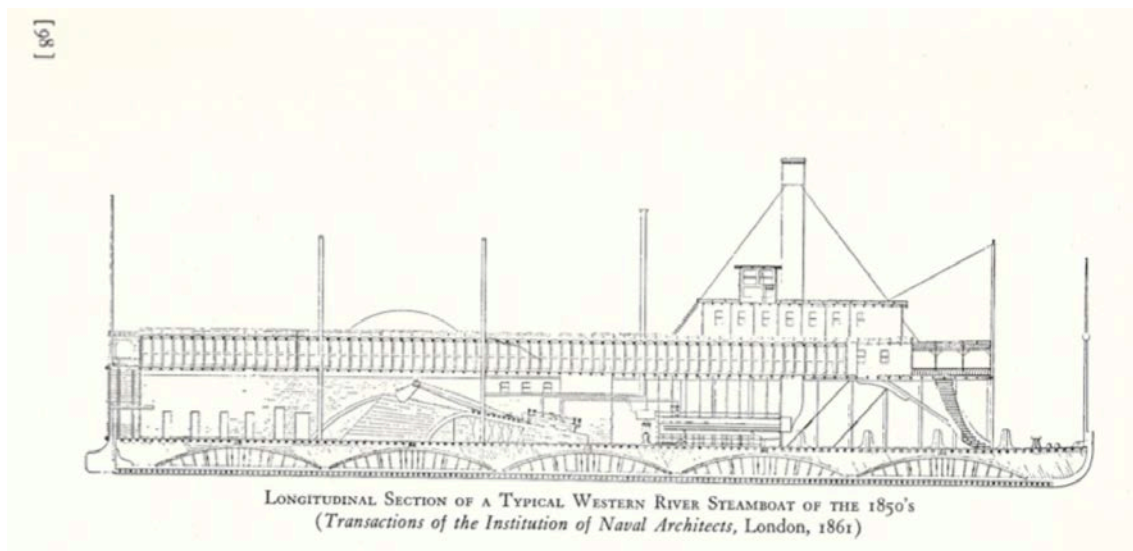 [98]
LONGITUDINAL SECTION OF A TYPICAL WESTERN RIVER STEAMBOAT OF THE 1850's
(Transactions of the Institution of Naval Architects, London, 1861)